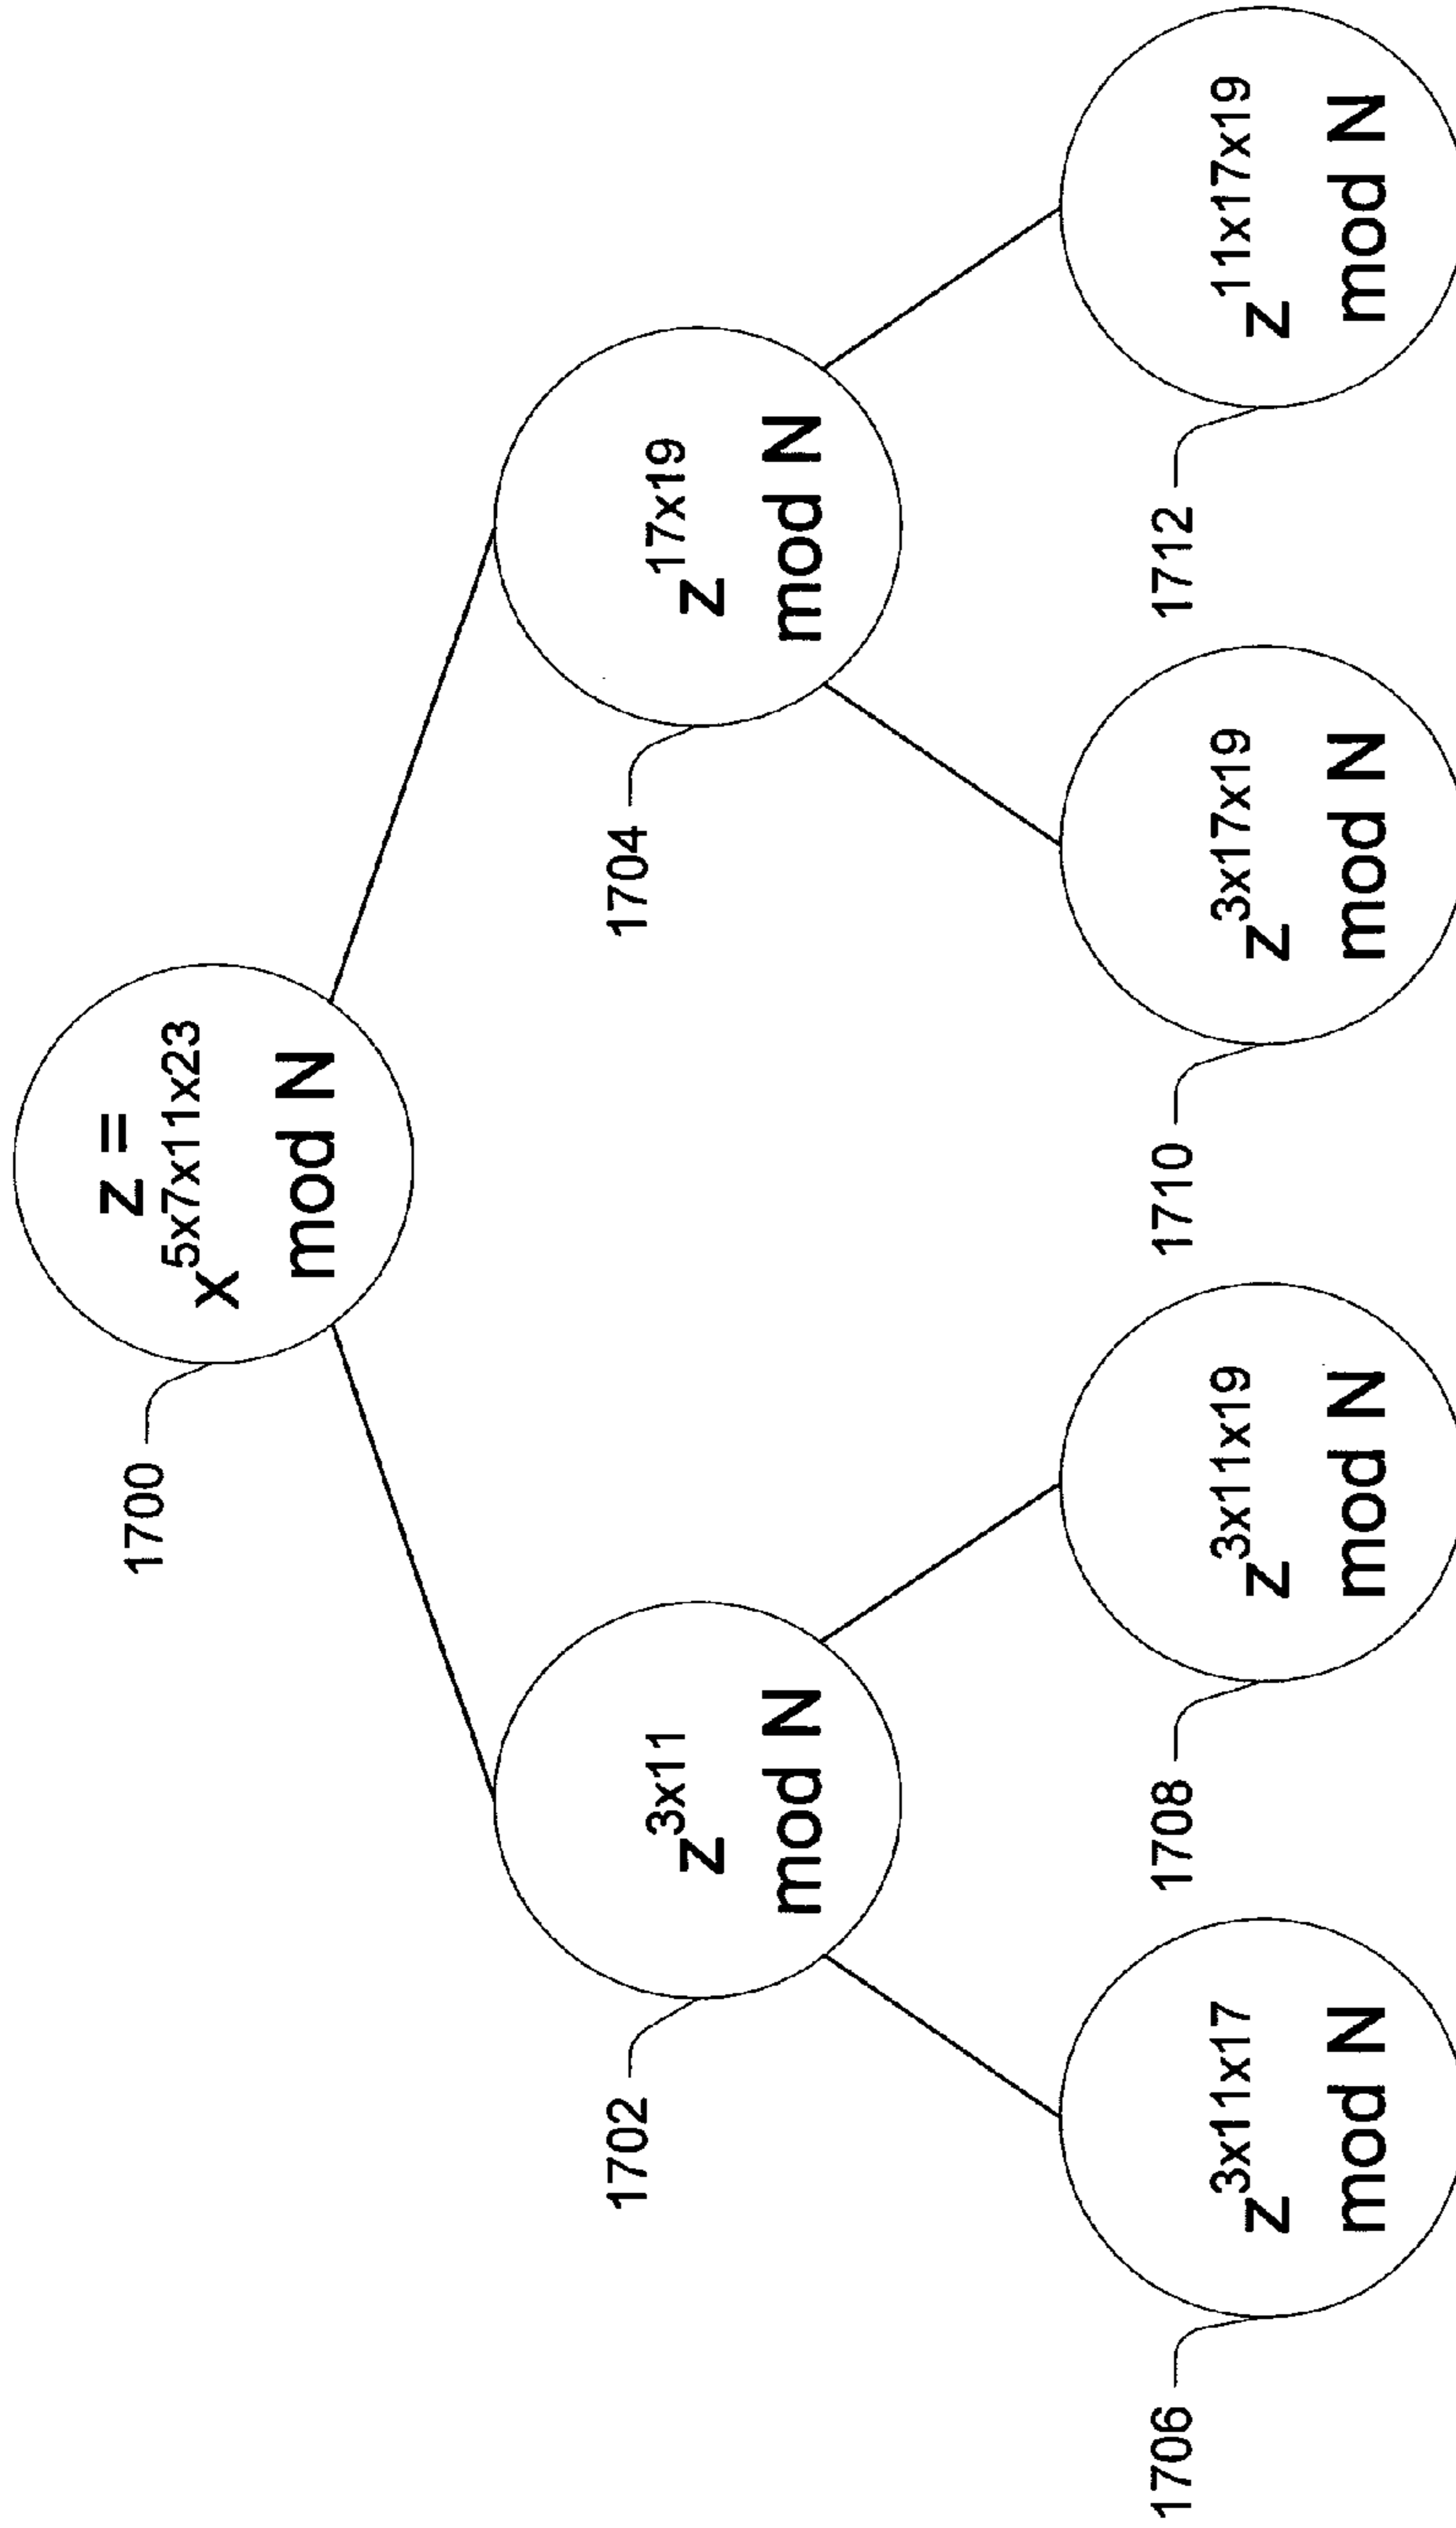 1700
z =
x^5x7x11x23
mod N
1702
z^3x11
mod N
1704
z^17x19
mod N
1706
z^3x11x17
mod N
1708
z^3x11x19
mod N
1710
z^3x17x19
mod N
1712
z^11x17x19
mod N